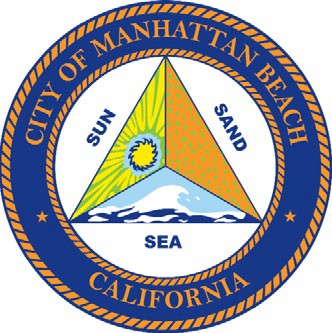 CITY OF MANHATTAN BEACH
SUN
SAND
SEA
CALIFORNIA